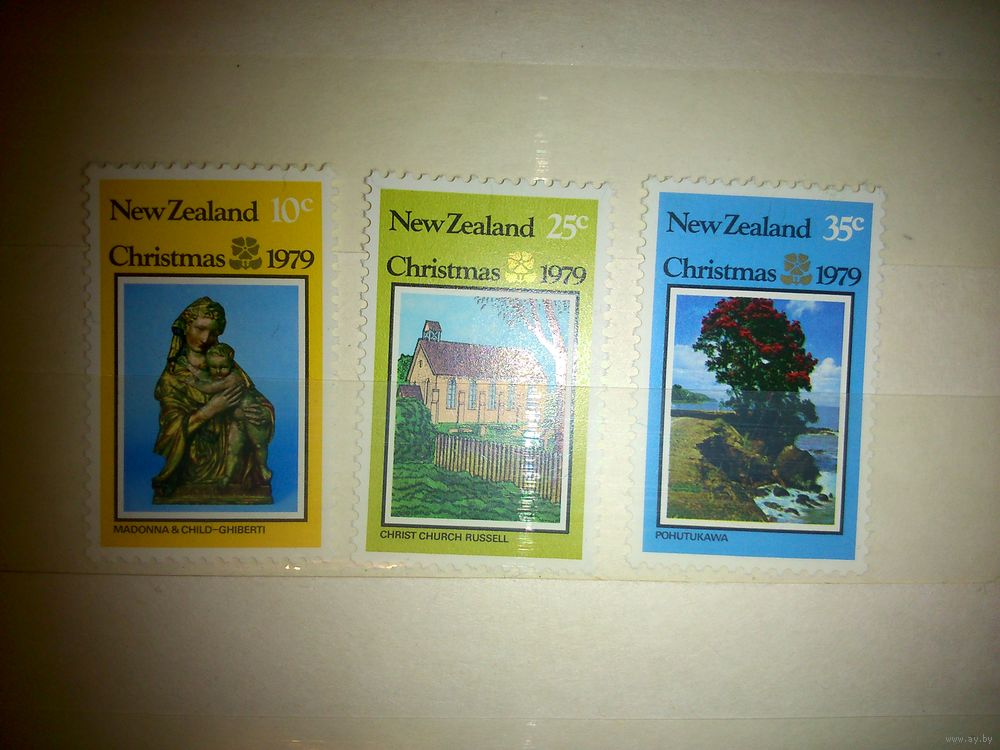 New Zealand 10c
Christmas 1979
MADONNA & CHILD–GHIBERTI
New Zealand 25c
Christmas 1979
CHRIST CHURCH RUSSELL
New Zealand 35c
Christmas 1979
POHUTUKAWA
www.ay.by